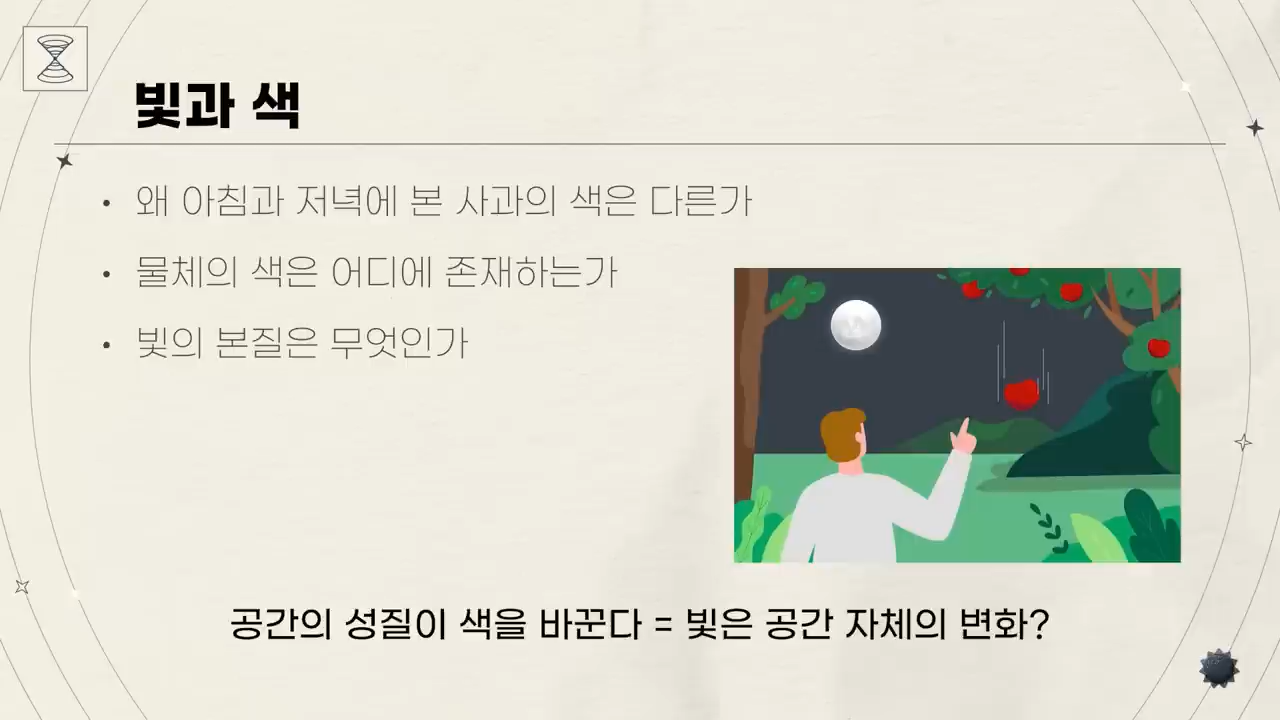 빛과 색
왜 아침과 저녁에 본 사과의 색은 다른가
물체의 색은 어디에 존재하는가
빛의 본질은 무엇인가
공간의 성질이 색을 바꾼다 = 빛은 공간 자체의 변화?